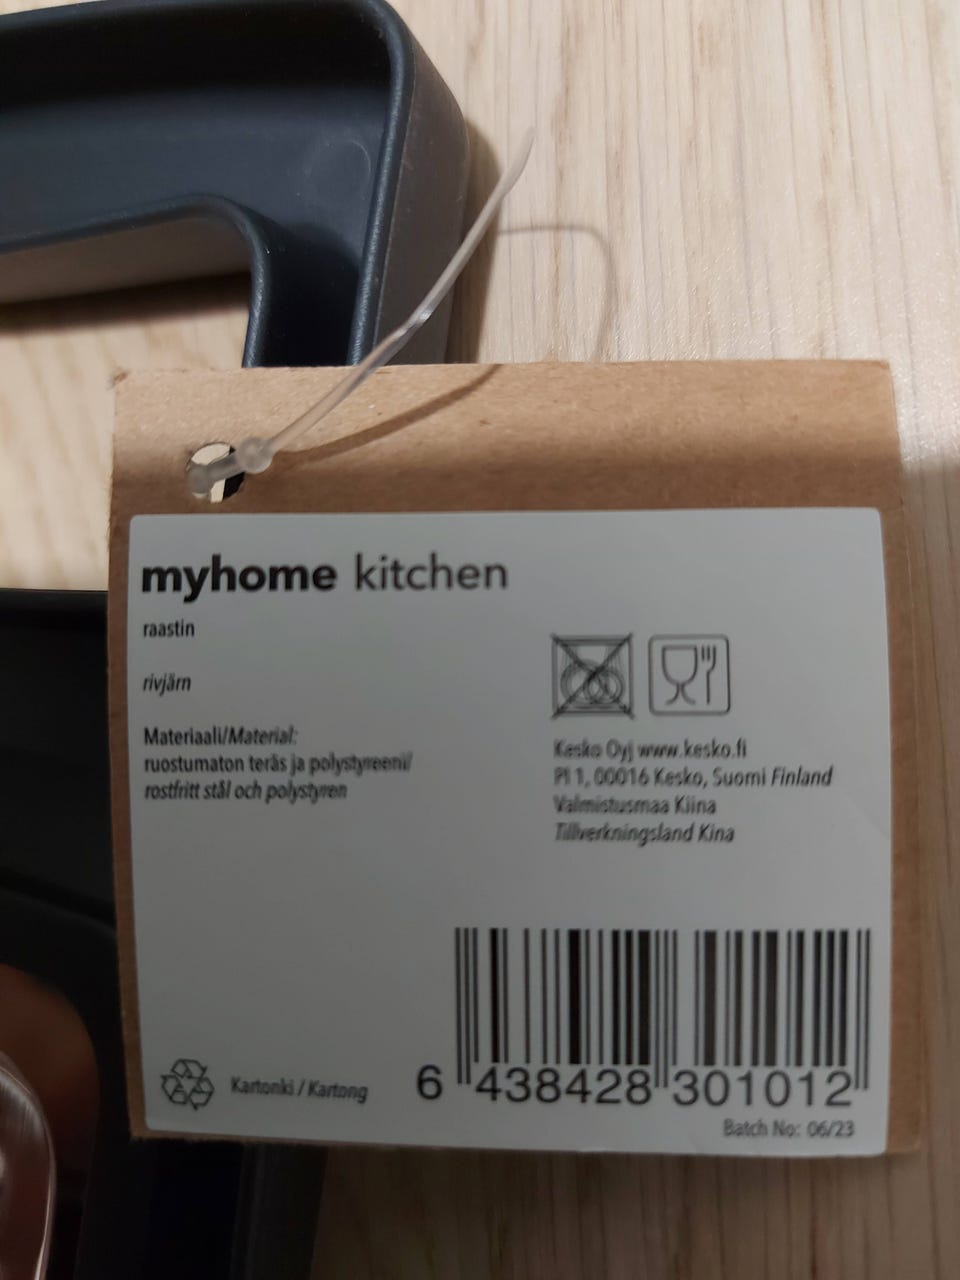 myhome kitchen
raastin
rivjärn
Materiaali/Material:
ruostumaton teräs ja polystyreeni/
rostfritt stål och polystyren
Kesko Oyj www.kesko.fi
Pl 1, 00016 Kesko, Suomi Finland
Valmistusmaa Kiina
Tillverkningsland Kina
Kartonki / Kartong
6 438428 301012
Batch No: 06/23